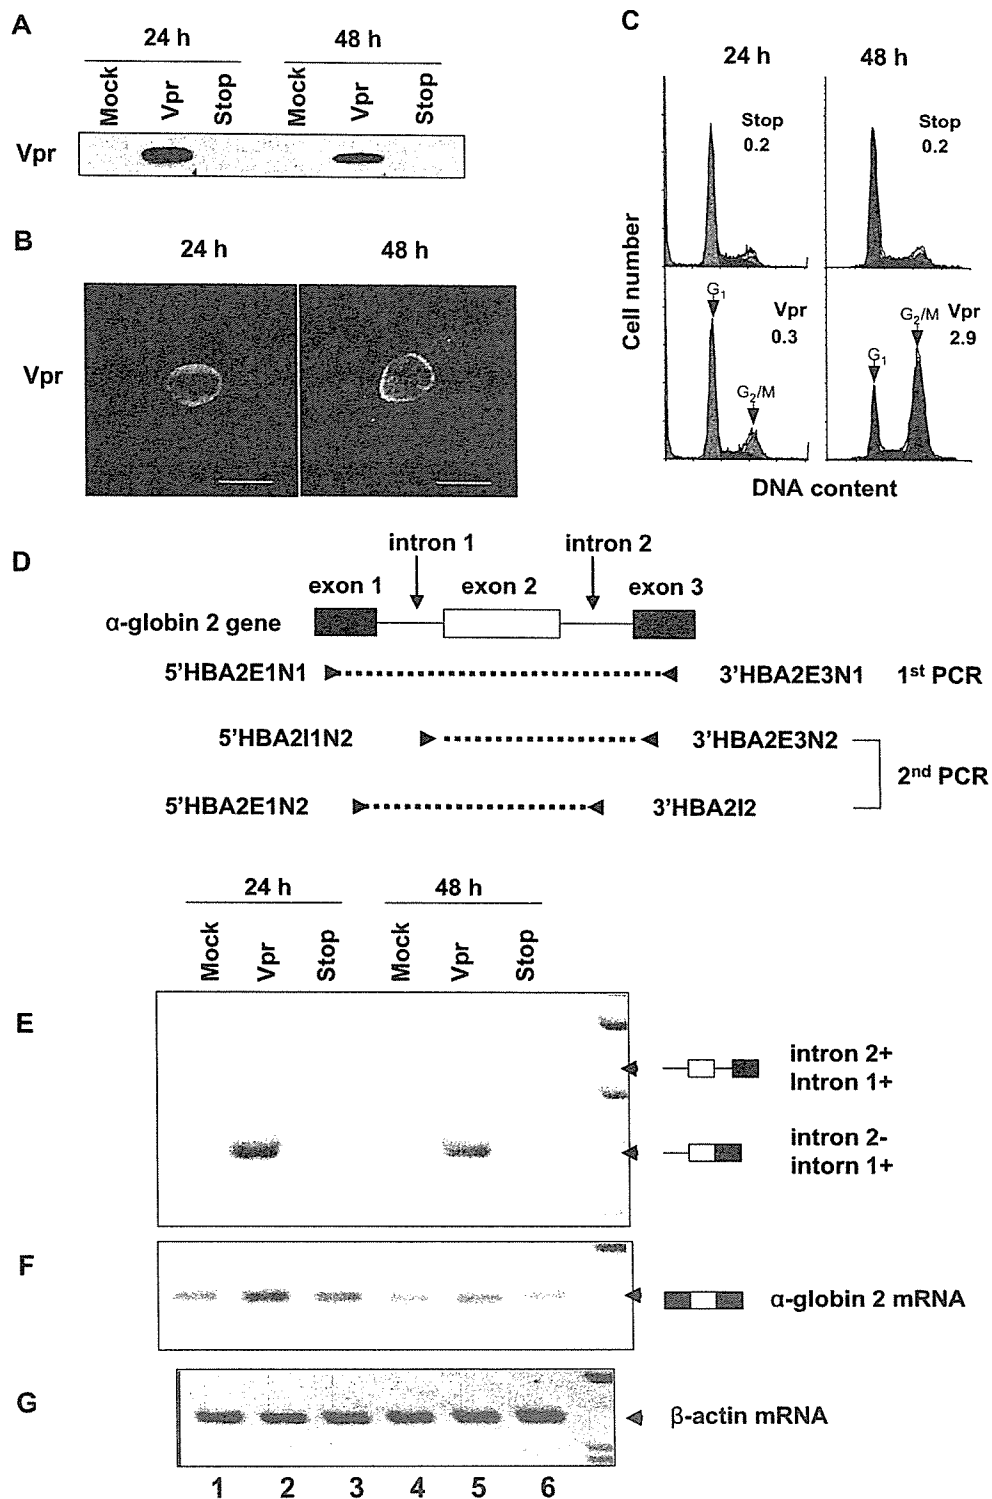 A
24 h
48 h
Mock
Vpr
Stop
Mock
Vpr
Stop
Vpr
B
24 h
48 h
Vpr
C
24 h
48 h
Stop
0.2
Stop
0.2
G1
Vpr
0.3
G2/M
G1
G2/M
Vpr
2.9
Cell number
DNA content
D
intron 1
intron 2
exon 1
exon 2
exon 3
α-globin 2 gene
5'HBA2E1N1
3'HBA2E3N1
1st PCR
5'HBA2I1N2
3'HBA2E3N2
2nd PCR
5'HBA2E1N2
3'HBA2I2
24 h
48 h
Mock
Vpr
Stop
Mock
Vpr
Stop
E
intron 2+
Intron 1+
intron 2-
intorn 1+
F
α-globin 2 mRNA
G
β-actin mRNA
1 2 3 4 5 6